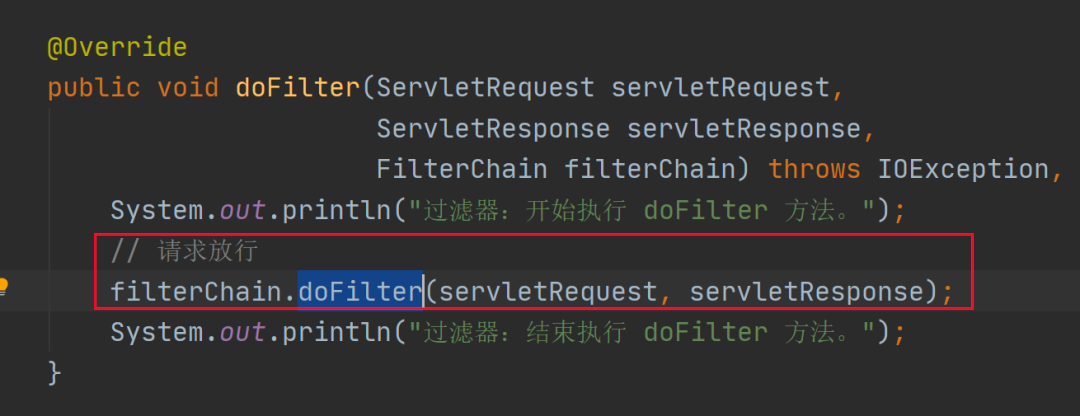 @Override
public void doFilter(ServletRequest servletRequest,
ServletResponse servletResponse,
FilterChain filterChain) throws IOException,
System.out.println("过滤器：开始执行 doFilter 方法。");
// 请求放行
filterChain.doFilter(servletRequest, servletResponse);
System.out.println("过滤器：结束执行 doFilter 方法。");
}